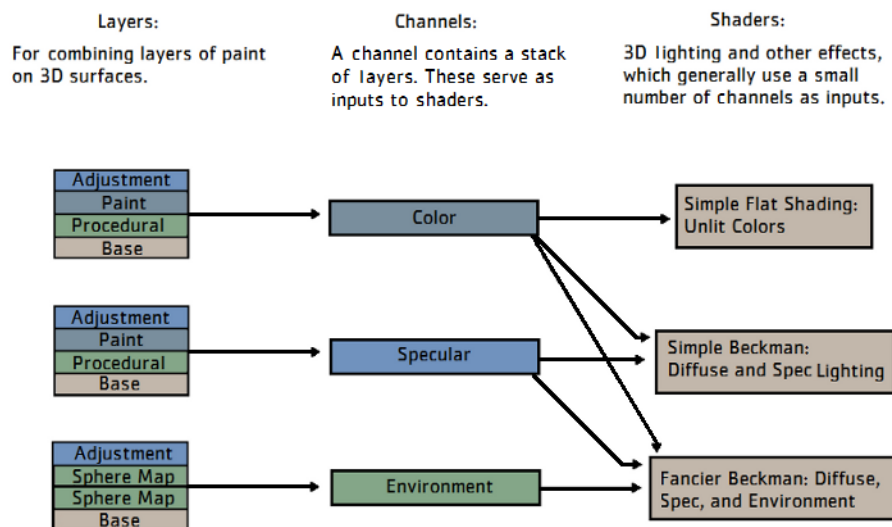 Layers:
For combining layers of paint
on 3D surfaces.
Channels:
A channel contains a stack
of layers. These serve as
inputs to shaders.
Shaders:
3D lighting and other effects,
which generally use a small
number of channels as inputs.
Adjustment
Paint
Procedural
Base
Color
Simple Flat Shading:
Unlit Colors
Adjustment
Paint
Procedural
Base
Specular
Simple Beckman:
Diffuse and Spec Lighting
Adjustment
Sphere Map
Sphere Map
Base
Environment
Fancier Beckman: Diffuse,
Spec, and Environment